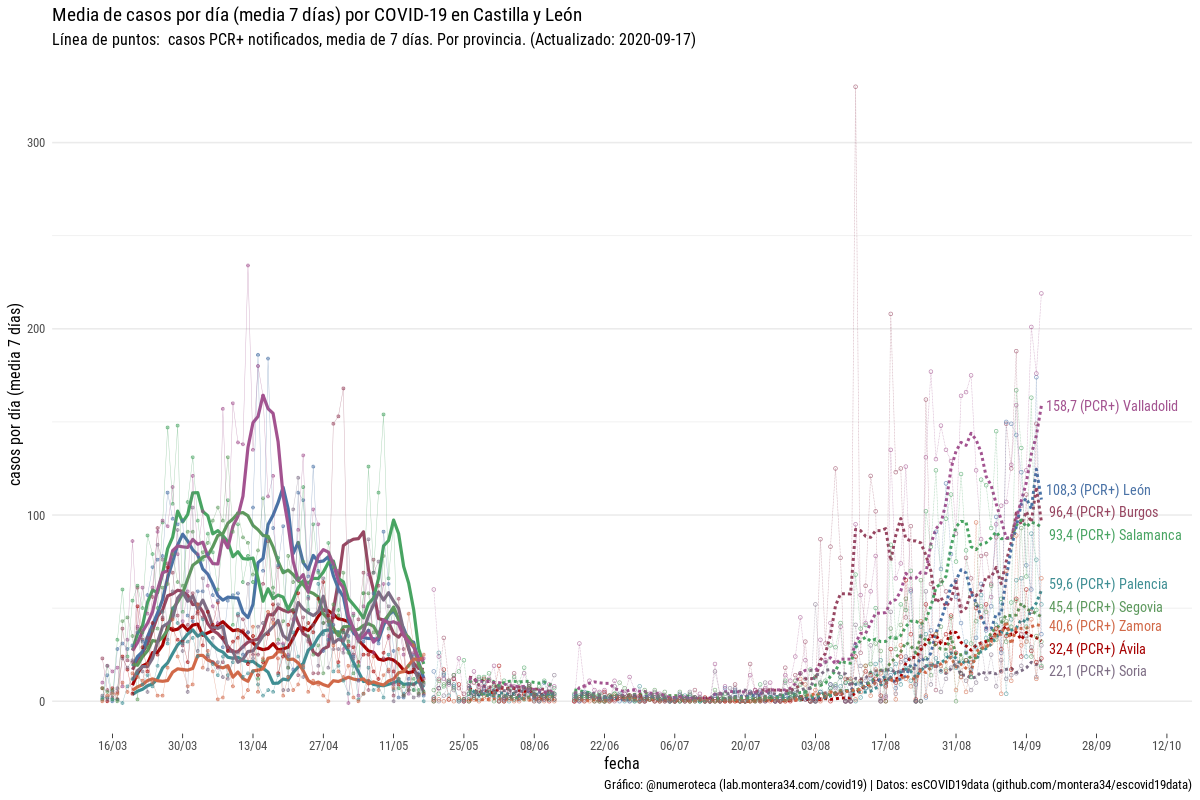 Media de casos por día (media 7 días) por COVID-19 en Castilla y León
Línea de puntos:  casos PCR+ notificados, media de 7 días. Por provincia. (Actualizado: 2020-09-17)
casos por día (media 7 días)
300
200
100
0
158,7 (PCR+) Valladolid
108,3 (PCR+) León
96,4 (PCR+) Burgos
93,4 (PCR+) Salamanca
59,6 (PCR+) Palencia
45,4 (PCR+) Segovia
40,6 (PCR+) Zamora
32,4 (PCR+) Ávila
22,1 (PCR+) Soria
16/03 30/03 13/04 27/04 11/05 25/05 08/06 22/06 06/07 20/07 03/08 17/08 31/08 14/09 28/09 12/10
fecha
Gráfico: @numeroteca (lab.montera34.com/covid19) | Datos: esCOVID19data (github.com/montera34/escovid19data)